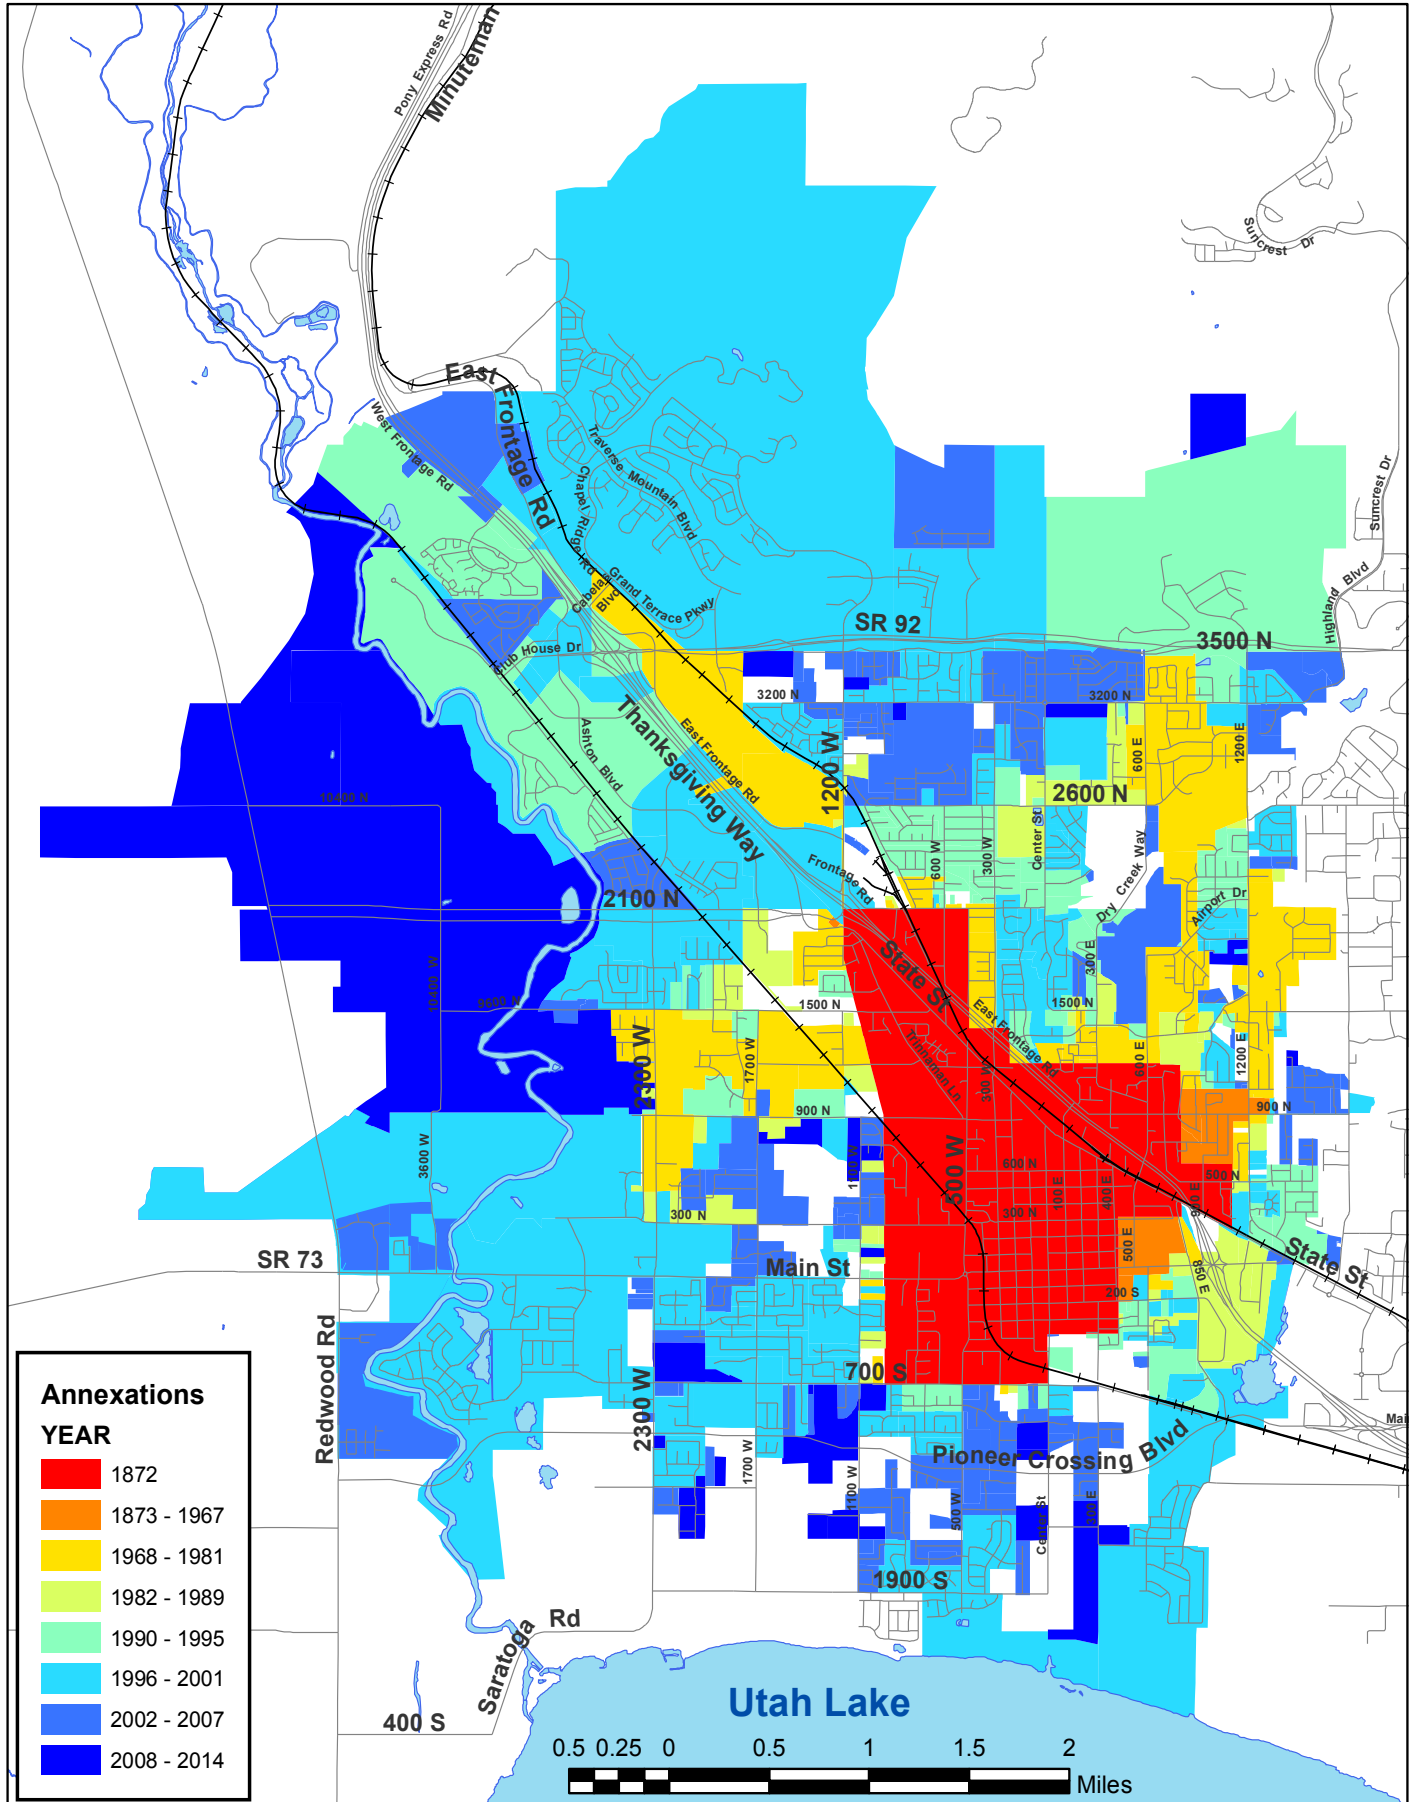 Pony Express Rd
Minuteman
Suncrest Dr
East Frontage Rd
West Frontage Rd
Traverse Mountain Blvd
Chapel Ridge Rd
Suncrest Dr
Highland Blvd
Cabelas Blvd
Grand Terrace Pkwy
SR 92
3500 N
Club House Dr
3200 N
3200 N
Thanksgiving Way
East Frontage Rd
Ashton Blvd
1200 W
600 E
1200 E
2600 N
10400 N
Center St
600 W
300 W
Dry Creek Way
Frontage Rd
2100 N
Airport Dr
State St
300 E
10400 W
9600 N
1500 N
1500 N
East Frontage Rd
Trinnaman Ln
2300 W
1700 W
300 W
600 E
1200 E
900 N
900 N
3600 W
500 W
600 N
500 N
100 E
400 E
300 N
300 N
500 E
850 E
State St
SR 73
Main St
200 S
Redwood Rd
700 S
2300 W
1700 W
1100 W
500 W
Pioneer Crossing Blvd
Center St
300 E
1900 S
Saratoga Rd
400 S
Utah Lake
Annexations
YEAR
1872
1873 - 1967
1968 - 1981
1982 - 1989
1990 - 1995
1996 - 2001
2002 - 2007
2008 - 2014
0.5 0.25 0 0.5 1 1.5 2
Miles